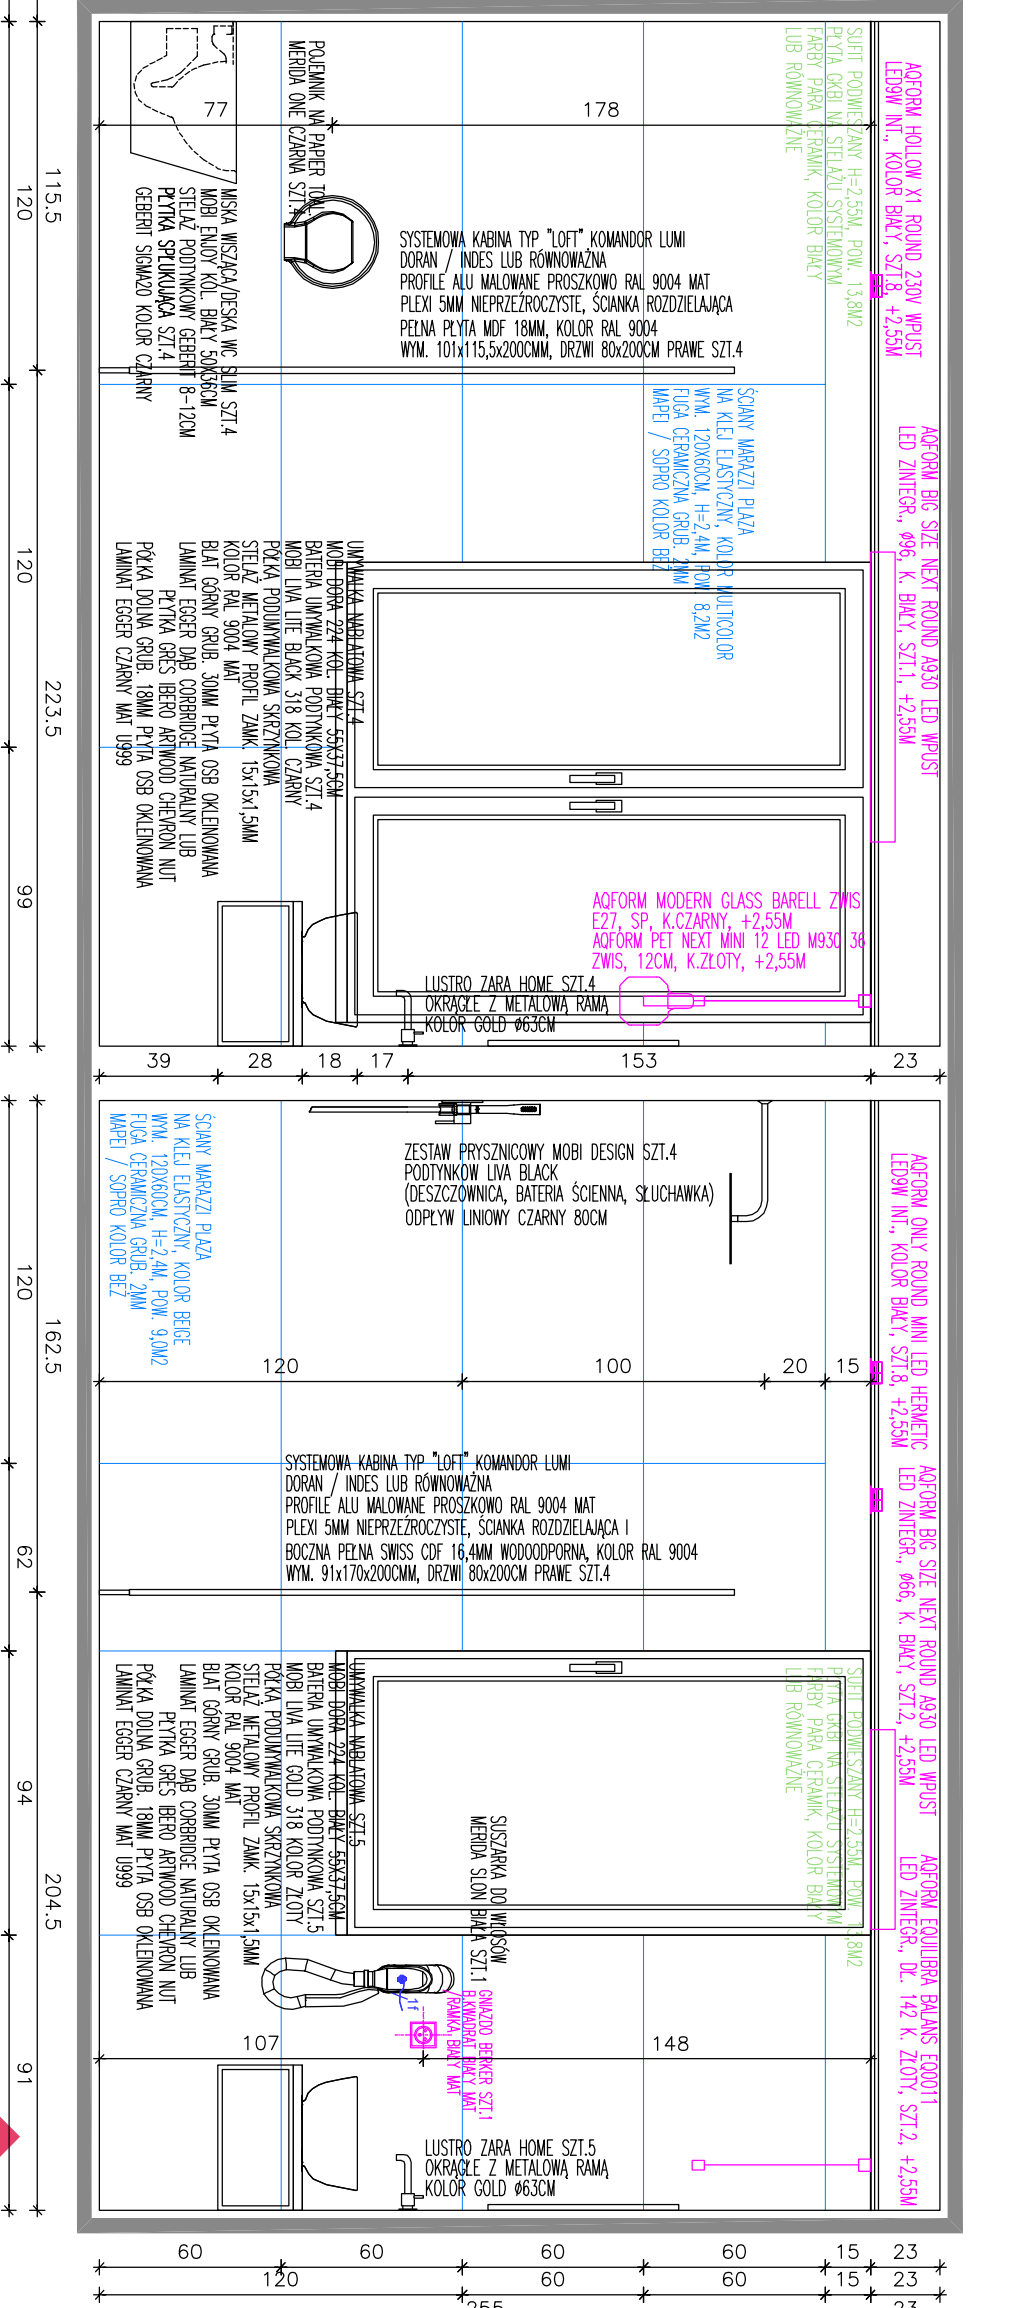 AQFORM HOLLOW X1 ROUND 230V WPUST
LED9W INT., KOLOR BIAŁY, SZT.8, +2,55M
SUFIT PODWIESZANY H=2,55M, POW. 13,8M2
PŁYTA GKBI NA STELAŻU SYSTEMOWYM
FARBY PARA CERAMIK, KOLOR BIAŁY
LUB RÓWNOWAŻNE
77
178
POJEMNIK NA PAPIER TOAL.
MERIDA ONE CZARNA SZT.
MISKA WISZĄCA/DESKA WC SLIM SZT.4
MOBI ENJOY KOL. BIAŁY 50X36CM
STELAŻ PODTYNKOWY GEBERIT 8-12CM
PŁYTKA SPŁUKUJĄCA SZT.4
GEBERIT SIGMA20 KOLOR CZARNY
SYSTEMOWA KABINA TYP "LOFT" KOMANDOR LUMI
DORAN / INDES LUB RÓWNOWAŻNA
PROFILE ALU MALOWANE PROSZKOWO RAL 9004 MAT
PLEXI 5MM NIEPRZEŹROCZYSTE, ŚCIANKA ROZDZIELAJĄCA
PEŁNA PŁYTA MDF 18MM, KOLOR RAL 9004
WYM. 101x115,5x200CMM, DRZWI 80x200CM PRAWE SZT.4
115.5
120
ŚCIANY MARAZZI PLAZA
NA KLEJ ELASTYCZNY, KOLOR MULTICOLOR
WYM. 120X60CM, H=2,4M, POW. 8,2M2
FUGA CERAMICZNA GRUB. 2MM
MAPEI / SOPRO KOLOR BEŻ
AQFORM BIG SIZE NEXT ROUND A930 LED WPUST
LED ZINTEGR., ø96, K. BIAŁY, SZT.1, +2,55M
UMYWALKA NABLATOWA SZT.4
MOBI DORA 224 KOL. BIAŁY 55X37,5CM
BATERIA UMYWALKOWA PODTYNKOWA SZT.4
MOBI LIVA LITE BLACK 318 KOL. CZARNY
PÓŁKA PODUMYWALKOWA SKRZYNKOWA
STELAŻ METALOWY PROFIL ZAMK. 15x15x1,5MM
KOLOR RAL 9004 MAT
BLAT GÓRNY GRUB. 30MM PŁYTA OSB OKLEINOWANA
LAMINAT EGGER DĄB CORBRIDGE NATURALNY LUB
PŁYTKA GRES IBERO ARTWOOD CHEVRON NUT
PÓŁKA DOLNA GRUB. 18MM PŁYTA OSB OKLEINOWANA
LAMINAT EGGER CZARNY MAT U999
120
223.5
99
AQFORM MODERN GLASS BARELL ZWIS
E27, SP, K.CZARNY, +2,55M
AQFORM PET NEXT MINI 12 LED M930 36
ZWIS, 12CM, K.ZŁOTY, +2,55M
LUSTRO ZARA HOME SZT.4
OKRĄGŁE Z METALOWĄ RAMĄ
KOLOR GOLD ø63CM
39
28
18
17
153
23
ZESTAW PRYSZNICOWY MOBI DESIGN SZT.4
PODTYNKOW LIVA BLACK
(DESZCZOWNICA, BATERIA ŚCIENNA, SŁUCHAWKA)
ODPŁYW LINIOWY CZARNY 80CM
ŚCIANY MARAZZI PLAZA
NA KLEJ ELASTYCZNY, KOLOR BEIGE
WYM. 120X60CM, H=2,4M, POW. 9,0M2
FUGA CERAMICZNA GRUB. 2MM
MAPEI / SOPRO KOLOR BEŻ
AQFORM ONLY ROUND MINI LED HERMETIC
LED9W INT., KOLOR BIAŁY, SZT.8, +2,55M
120
162.5
120
100
20
15
SYSTEMOWA KABINA TYP "LOFT" KOMANDOR LUMI
DORAN / INDES LUB RÓWNOWAŻNA
PROFILE ALU MALOWANE PROSZKOWO RAL 9004 MAT
PLEXI 5MM NIEPRZEŹROCZYSTE, ŚCIANKA ROZDZIELAJĄCA I
BOCZNA PEŁNA SWISS CDF 16,4MM WODOODPORNA, KOLOR RAL 9004
WYM. 91x170x200CMM, DRZWI 80x200CM PRAWE SZT.4
62
AQFORM BIG SIZE NEXT ROUND A930 LED WPUST
LED ZINTEGR., ø66, K. BIAŁY, SZT.2, +2,55M
SUFIT PODWIESZANY H=2,55M, POW. 13,8M2
PŁYTA GKBI NA STELAŻU SYSTEMOWYM
FARBY PARA CERAMIK, KOLOR BIAŁY
LUB RÓWNOWAŻNE
UMYWALKA NABLATOWA SZT.5
MOBI DORA 224 KOL. BIAŁY 55X37,5CM
BATERIA UMYWALKOWA PODTYNKOWA SZT.5
MOBI LIVA LITE GOLD 318 KOLOR ZŁOTY
PÓŁKA PODUMYWALKOWA SKRZYNKOWA
STELAŻ METALOWY PROFIL ZAMK. 15x15x1,5MM
KOLOR RAL 9004 MAT
BLAT GÓRNY GRUB. 30MM PŁYTA OSB OKLEINOWANA
LAMINAT EGGER DĄB CORBRIDGE NATURALNY LUB
PŁYTKA GRES IBERO ARTWOOD CHEVRON NUT
PÓŁKA DOLNA GRUB. 18MM PŁYTA OSB OKLEINOWANA
LAMINAT EGGER CZARNY MAT U999
94
204.5
SUSZARKA DO WŁOSÓW
MERIDA SLON BIAŁA SZT.1
AQFORM EQUILIBRA BALANS EQ0011
LED ZINTEGR., DŁ. 142 K. ZŁOTY, SZT.2, +2,55M
1f
GNIAZDO BERKER SZT.1
B.KWADRAT BIAŁY MAT
/RAMKA BIAŁY MAT
107
148
91
LUSTRO ZARA HOME SZT.5
OKRĄGŁE Z METALOWĄ RAMĄ
KOLOR GOLD ø63CM
60
60
60
60
15
23
120
60
60
15
23
255
23